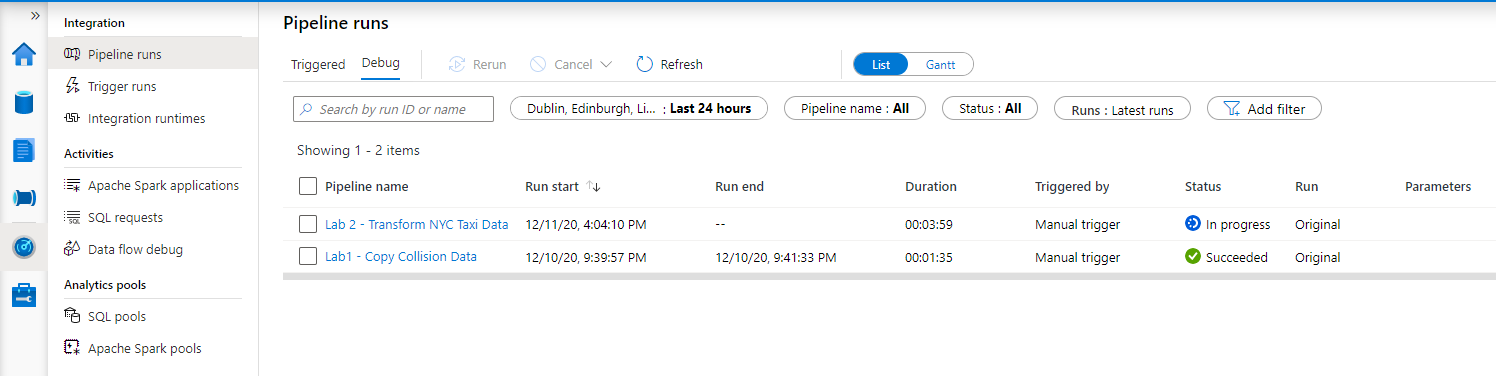 »
Integration
Pipeline runs
Trigger runs
Integration runtimes
Activities
Apache Spark applications
SQL requests
Data flow debug
Analytics pools
SQL pools
Apache Spark pools
Pipeline runs
Triggered Debug Rerun Cancel Refresh List Gantt
Search by run ID or name Dublin, Edinburgh, Li... : Last 24 hours Pipeline name : All Status : All Runs : Latest runs Add filter
Showing 1 - 2 items
Pipeline name Run start ↑↓ Run end Duration Triggered by Status Run Parameters
Lab 2 - Transform NYC Taxi Data 12/11/20, 4:04:10 PM -- 00:03:59 Manual trigger In progress Original
Lab1 - Copy Collision Data 12/10/20, 9:39:57 PM 12/10/20, 9:41:33 PM 00:01:35 Manual trigger Succeeded Original